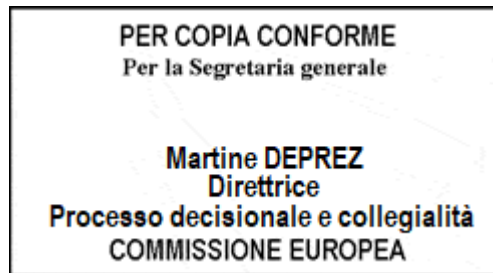 PER COPIA CONFORME
Per la Segretaria generale
Martine DEPREZ
Direttrice
Processo decisionale e collegialità
COMMISSIONE EUROPEA